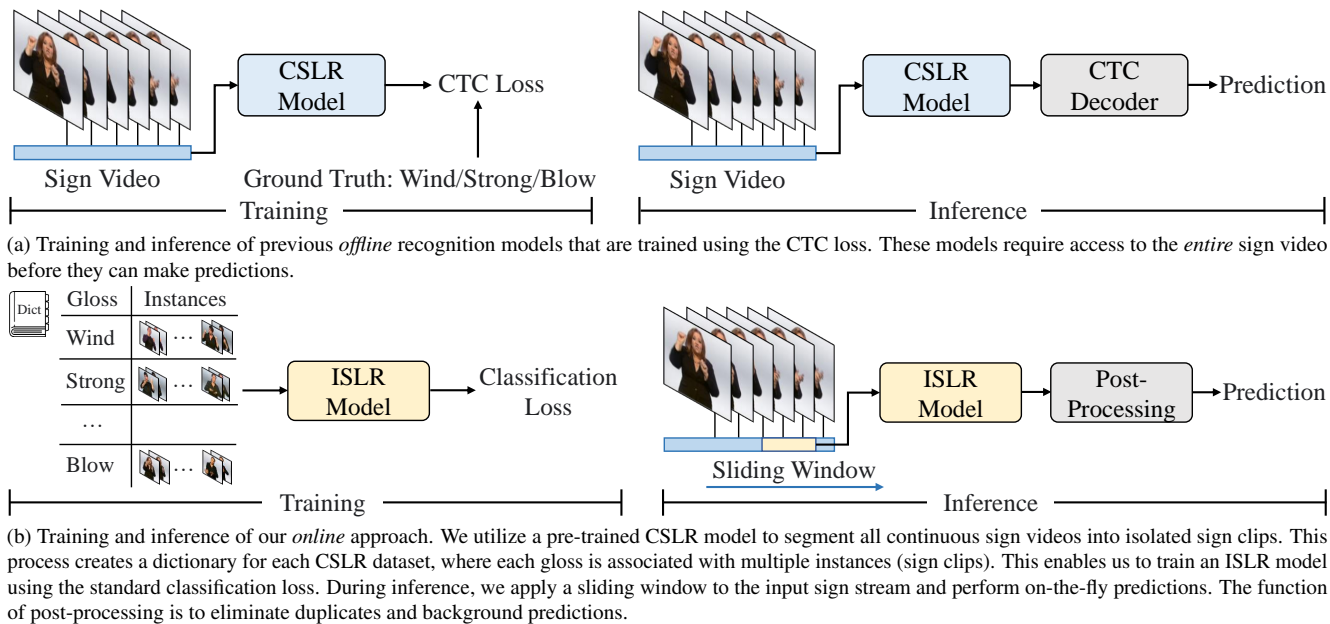 CSLR
Model
CTC Loss
Sign Video
Ground Truth: Wind/Strong/Blow
Training
CSLR
Model
CTC
Decoder
Prediction
Sign Video
Inference
(a) Training and inference of previous offline recognition models that are trained using the CTC loss. These models require access to the entire sign video
before they can make predictions.
Dict
Gloss Instances
Wind ...
Strong ...
...
Blow ...
ISLR
Model
Classification
Loss
Training
Sliding Window
ISLR
Model
Post-
Processing
Prediction
Inference
(b) Training and inference of our online approach. We utilize a pre-trained CSLR model to segment all continuous sign videos into isolated sign clips. This
process creates a dictionary for each CSLR dataset, where each gloss is associated with multiple instances (sign clips). This enables us to train an ISLR model
using the standard classification loss. During inference, we apply a sliding window to the input sign stream and perform on-the-fly predictions. The function
of post-processing is to eliminate duplicates and background predictions.